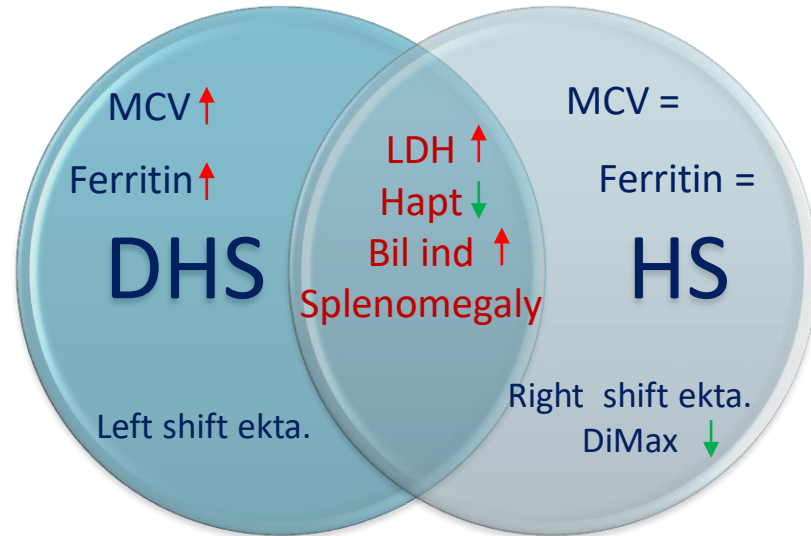 MCV ↑
Ferritin ↑
DHS
Left shift ekta.
LDH ↑
Hapt ↓
Bil ind ↑
Splenomegaly
MCV =
Ferritin =
HS
Right shift ekta.
DiMax ↓